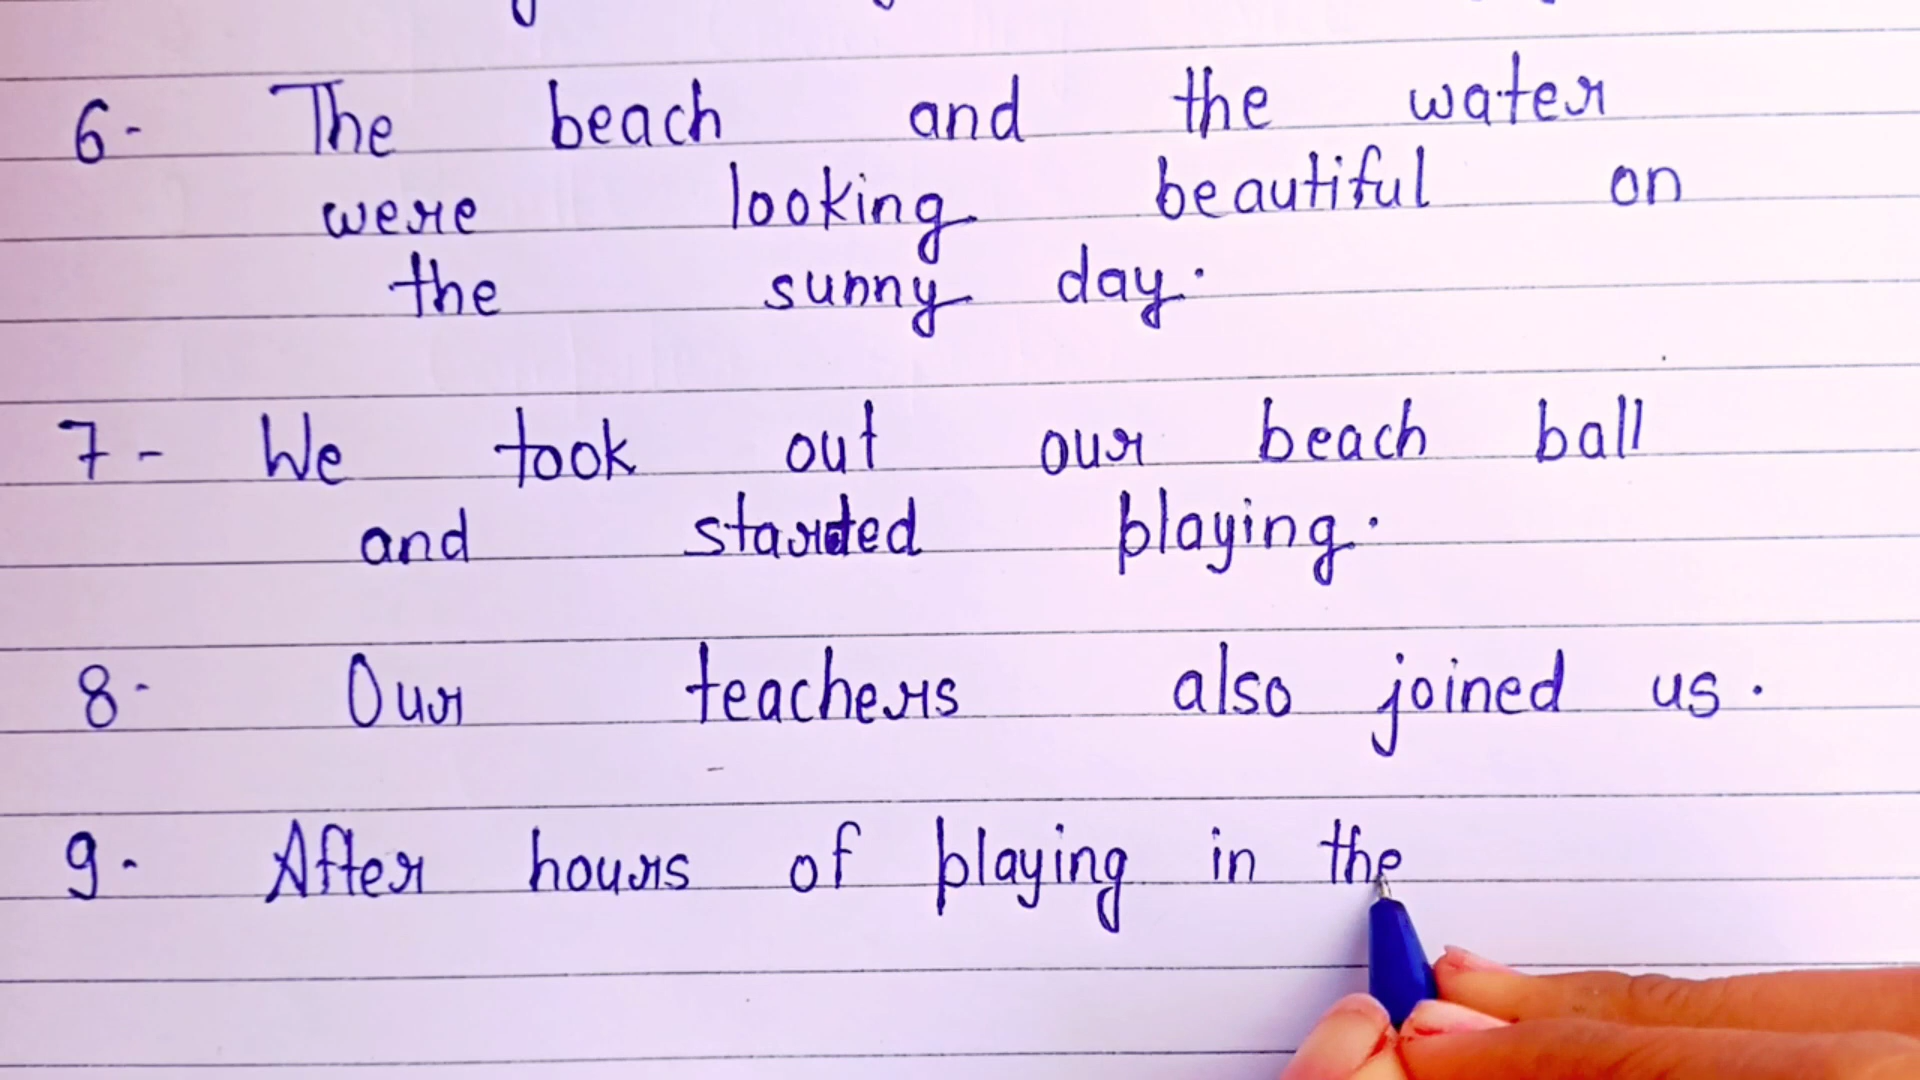 6- The beach and the water
were looking beautiful on
the sunny day.
7- We took out our beach ball
and started playing.
8- Our teachers also joined us.
9- After hours of playing in the